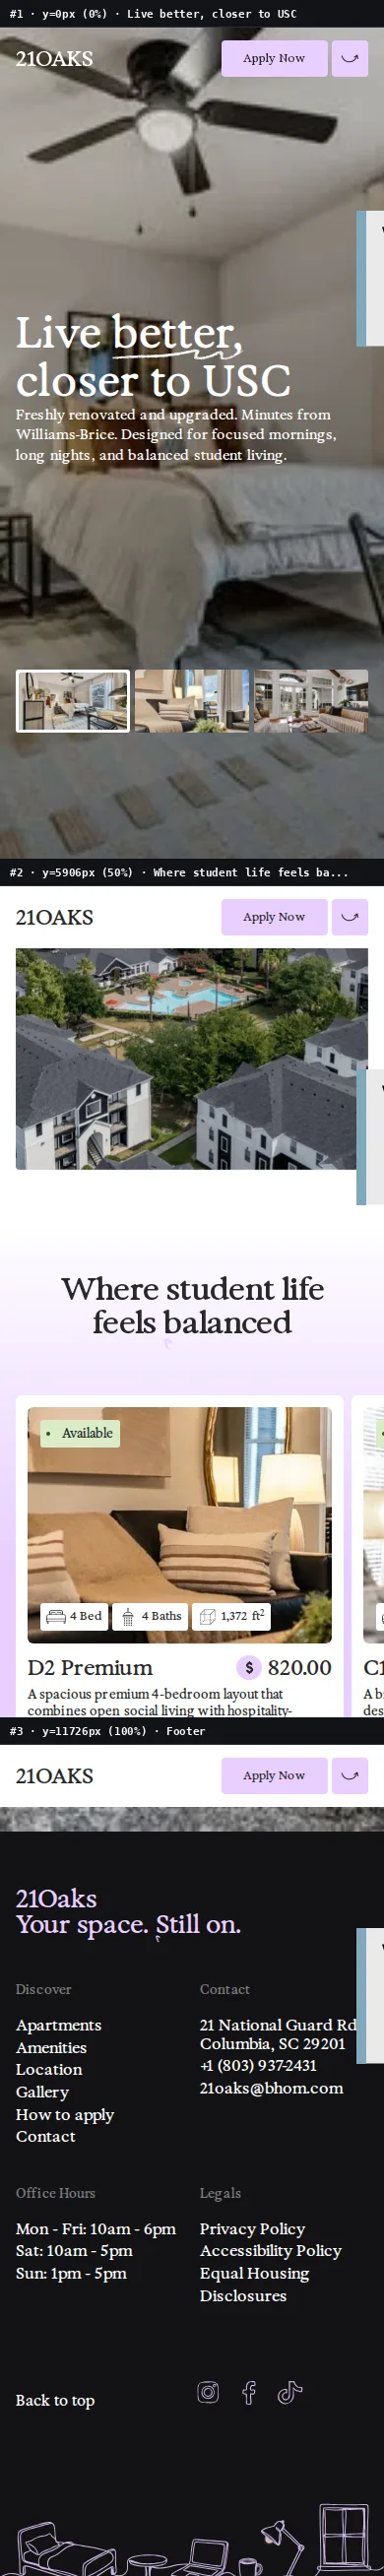 #1 · y=0px (0%) · Live better, closer to USC
21OAKS
Apply Now
Live better,
closer to USC
Freshly renovated and upgraded. Minutes from
Williams-Brice. Designed for focused mornings,
long nights, and balanced student living.
#2 · y=5906px (50%) · Where student life feels ba...
21OAKS
Apply Now
Where student life
feels balanced
Available
4 Bed
4 Baths
1,372 ft²
D2 Premium
$ 820.00
C1
A spacious premium 4-bedroom layout that
combines open social living with hospitality-
A b
des
#3 · y=11726px (100%) · Footer
21OAKS
Apply Now
21Oaks
Your space. Still on.
Discover
Apartments
Amenities
Location
Gallery
How to apply
Contact
Contact
21 National Guard Rd
Columbia, SC 29201
+1 (803) 937-2431
21oaks@bhom.com
Office Hours
Mon - Fri: 10am - 6pm
Sat: 10am - 5pm
Sun: 1pm - 5pm
Legals
Privacy Policy
Accessibility Policy
Equal Housing
Disclosures
Back to top